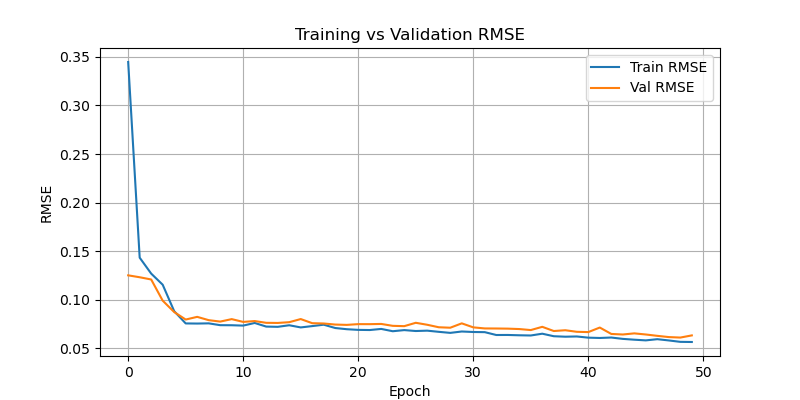 Training vs Validation RMSE
Train RMSE
Val RMSE
0.35
0.30
0.25
0.20
0.15
0.10
0.05
RMSE
0 10 20 30 40 50
Epoch